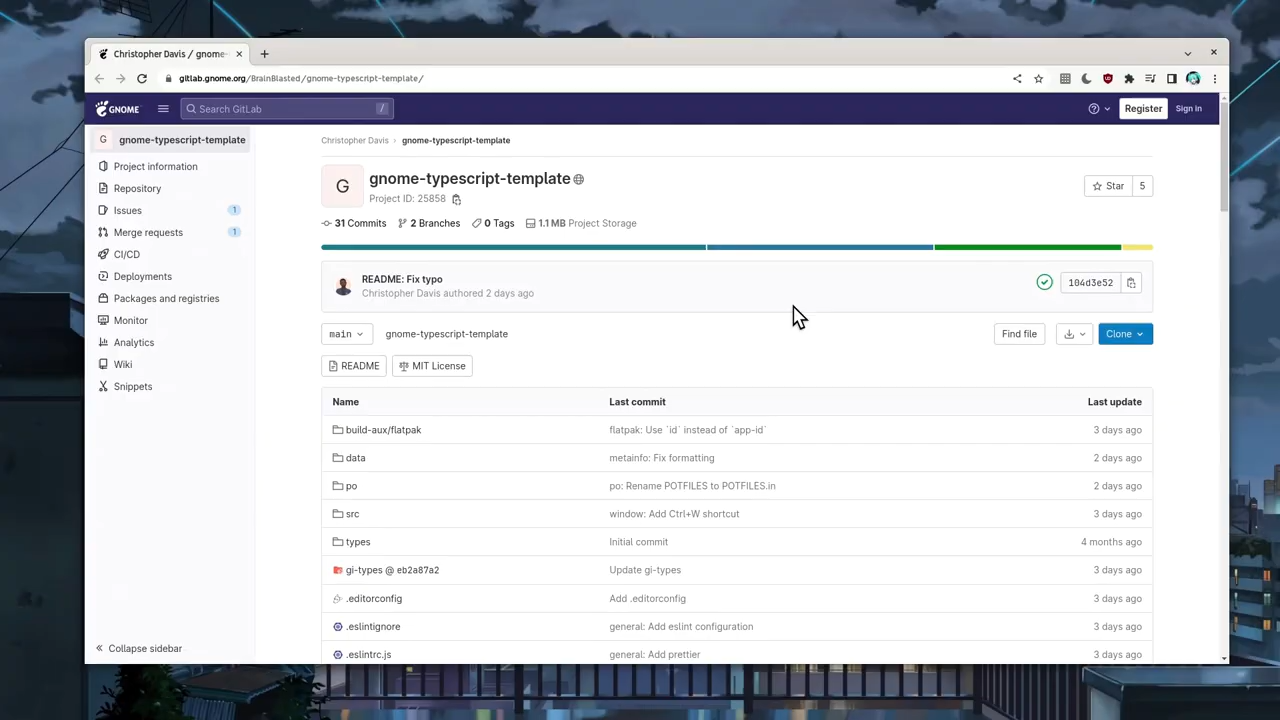 Christopher Davis / gnome-
gitlab.gnome.org/BrainBlasted/gnome-typescript-template/
GNOME
Search GitLab
/
Register
Sign In
G
gnome-typescript-template
Project information
Repository
Issues
1
Merge requests
1
CI/CD
Deployments
Packages and registries
Monitor
Analytics
Wiki
Snippets
Collapse sidebar
Christopher Davis › gnome-typescript-template
G
gnome-typescript-template
Project ID: 25858
Star 5
31 Commits 2 Branches 0 Tags 1.1 MB Project Storage
README: Fix typo
Christopher Davis authored 2 days ago
104d3e52
main gnome-typescript-template Find file Clone
README MIT License
Name Last commit Last update
build-aux/flatpak flatpak: Use `id` instead of `app-id` 3 days ago
data metainfo: Fix formatting 2 days ago
po po: Rename POTFILES to POTFILES.in 2 days ago
src window: Add Ctrl+W shortcut 3 days ago
types Initial commit 4 months ago
gi-types @ eb2a87a2 Update gi-types 3 days ago
.editorconfig Add .editorconfig 3 days ago
.eslintignore general: Add eslint configuration 3 days ago
.eslintrc.js general: Add prettier 3 days ago